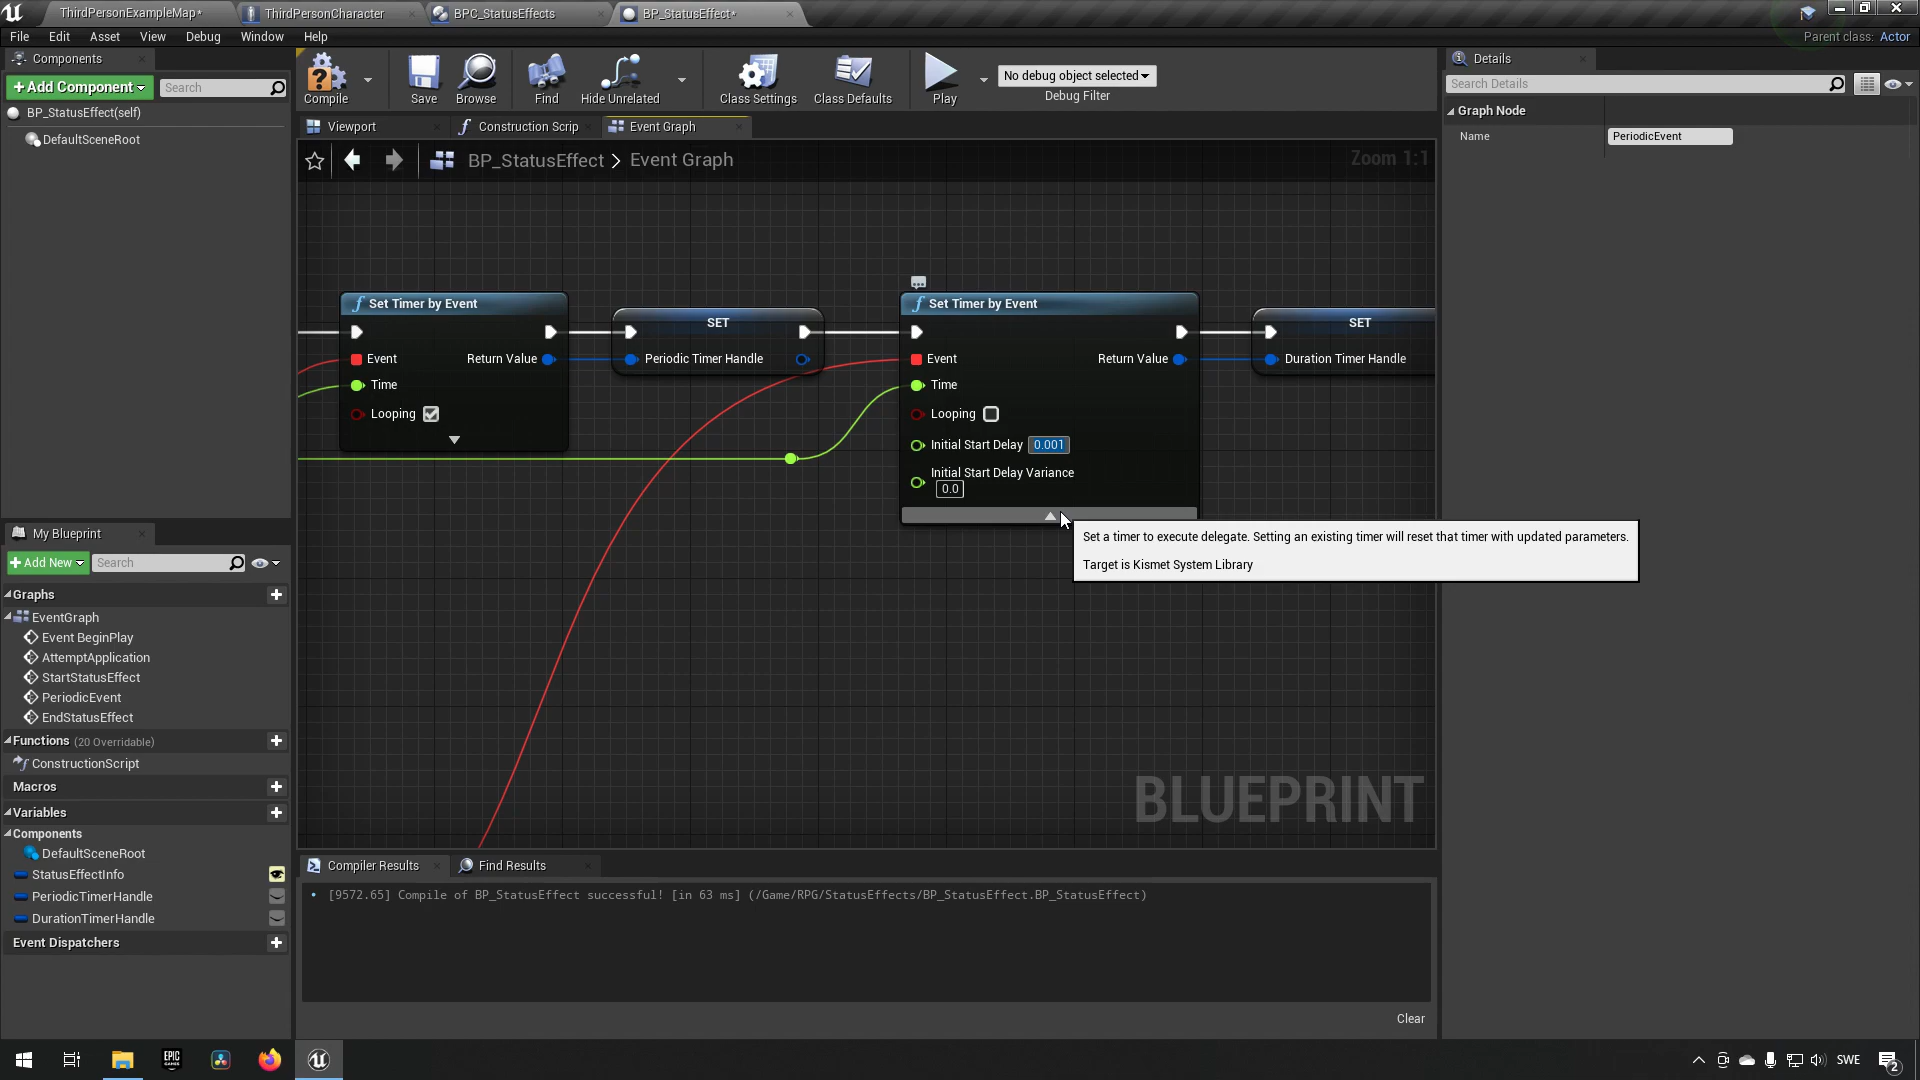 ThirdPersonExampleMap*
ThirdPersonCharacter
BPC_StatusEffects
BP_StatusEffect*
File Edit Asset View Debug Window Help
Parent class: Actor
Components
+Add Component
Search
BP_StatusEffect(self)
DefaultSceneRoot
Compile
Save
Browse
Find
Hide Unrelated
Class Settings
Class Defaults
Play
No debug object selected
Debug Filter
Viewport
Construction Scrip
Event Graph
BP_StatusEffect > Event Graph
Zoom 1:1
Set Timer by Event
Event
Return Value
Time
Looping
SET
Periodic Timer Handle
Set Timer by Event
Event
Return Value
Time
Looping
Initial Start Delay 0.001
Initial Start Delay Variance
0.0
SET
Duration Timer Handle
Set a timer to execute delegate. Setting an existing timer will reset that timer with updated parameters.
Target is Kismet System Library
BLUEPRINT
Details
Search Details
Graph Node
Name
PeriodicEvent
My Blueprint
+Add New
Search
Graphs
EventGraph
Event BeginPlay
AttemptApplication
StartStatusEffect
PeriodicEvent
EndStatusEffect
Functions (20 Overridable)
ConstructionScript
Macros
Variables
Components
DefaultSceneRoot
StatusEffectInfo
PeriodicTimerHandle
DurationTimerHandle
Event Dispatchers
Compiler Results
Find Results
[9572.65] Compile of BP_StatusEffect successful! [in 63 ms] (/Game/RPG/StatusEffects/BP_StatusEffect.BP_StatusEffect)
Clear
EPIC
GAMES
SWE
2